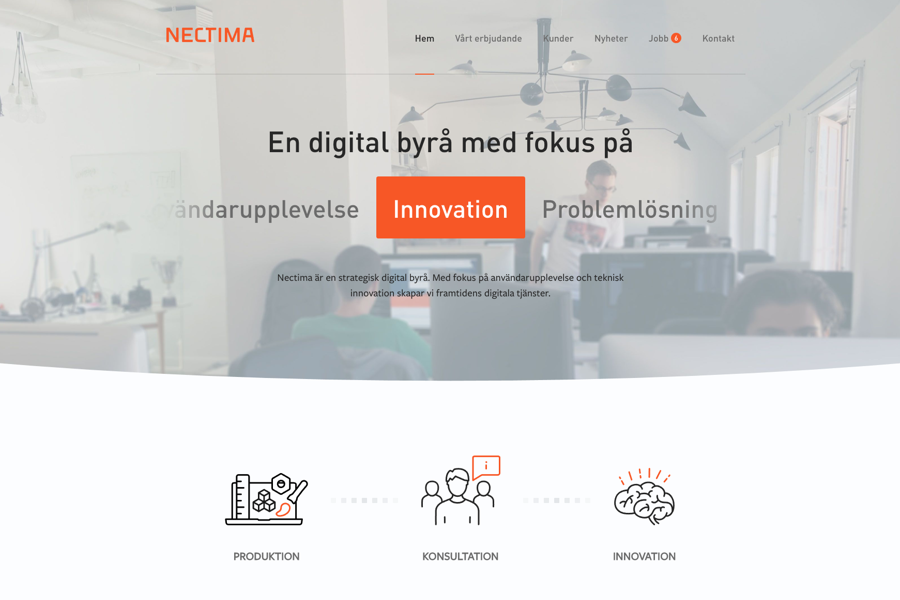 NECTIMA
Hem Vårt erbjudande Kunder Nyheter Jobb 6 Kontakt
En digital byrå med fokus på
vändarupplevelse Innovation Problemlösning
Nectima är en strategisk digital byrå. Med fokus på användarupplevelse och teknisk
innovation skapar vi framtidens digitala tjänster.
i
PRODUKTION KONSULTATION INNOVATION